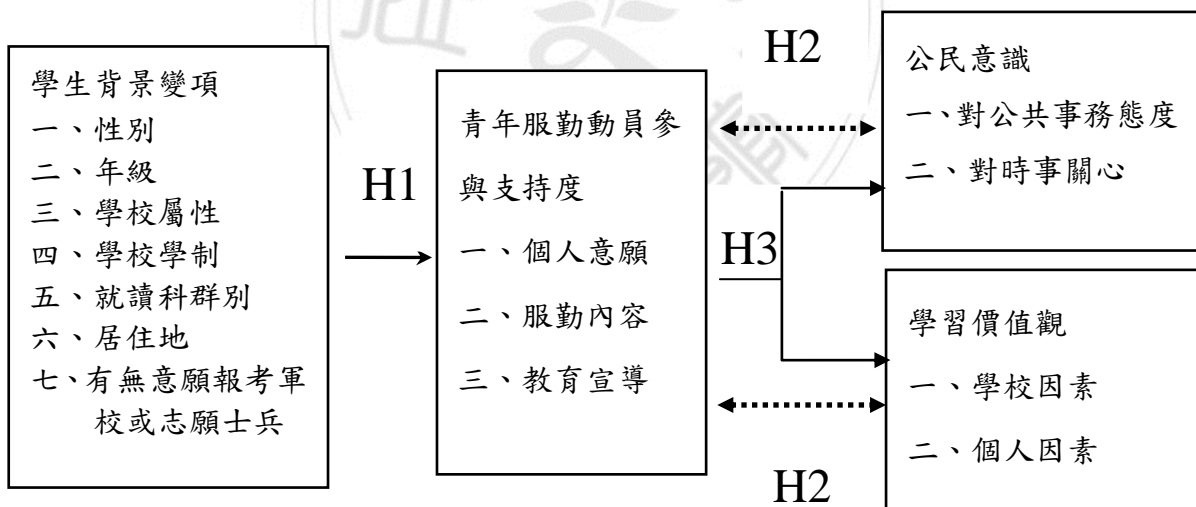 學生背景變項
一、性別
二、年級
三、學校屬性
四、學校學制
五、就讀科群別
六、居住地
七、有無意願報考軍
校或志願士兵
H1
青年服勤動員參
與支持度
一、個人意願
二、服勤內容
三、教育宣導
H2
H3
H2
公民意識
一、對公共事務態度
二、對時事關心
學習價值觀
一、學校因素
二、個人因素